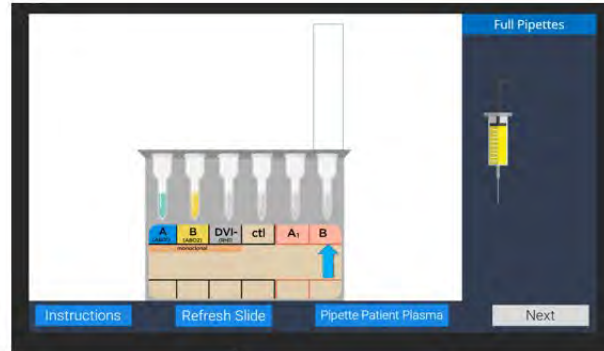 Full Pipettes
A B DVI- ctl A₁ B
monoclonal
Instructions Refresh Slide Pipette Patient Plasma Next